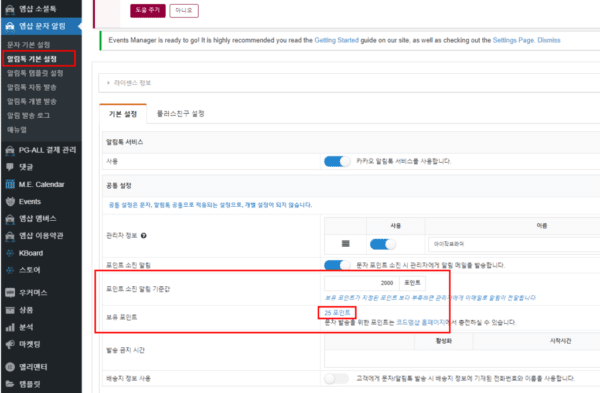 엠샵 소셜톡
엠샵 문자 알림
문자 기본 설정
알림톡 기본 설정
알림톡 템플릿 설정
알림톡 자동 발송
알림톡 개별 발송
알림 발송 로그
매뉴얼
PG-ALL 결제 관리
댓글
M.E. Calendar
Events
엠샵 멤버스
엠샵 이용약관
KBoard
스토어
우커머스
상품
분석
마케팅
엘리멘터
템플릿
도움 주기
아니오
Events Manager is ready to go! It is highly recommended you read the Getting Started guide on our site, as well as checking out the Settings Page. Dismiss
라이센스 정보
기본 설정
플러스친구 설정
알림톡 서비스
사용
카카오 알림톡 서비스를 사용합니다.
공통 설정
공통 설정은 문자, 알림톡 공통으로 적용되는 설정으로, 개별 설정이 되지 않습니다.
관리자 정보
사용
이름
포인트 소진 알림
문자 포인트 소진 시 관리자에게 알림 메일을 발송합니다.
포인트 소진 알림 기준값
2000
포인트
보유 포인트가 지정된 포인트 보다 부족하면 관리자에게 이메일로 알람이 전달됩니다.
보유 포인트
25 포인트
문자 발송을 위한 포인트는 코드엠샵 홈페이지에서 충전하실 수 있습니다.
발송 금지 시간
활성화
시작시간
배송지 정보 사용
고객에게 문자/알림톡 발송 시 배송지 정보에 기재된 전화번호와 이름를 사용합니다.